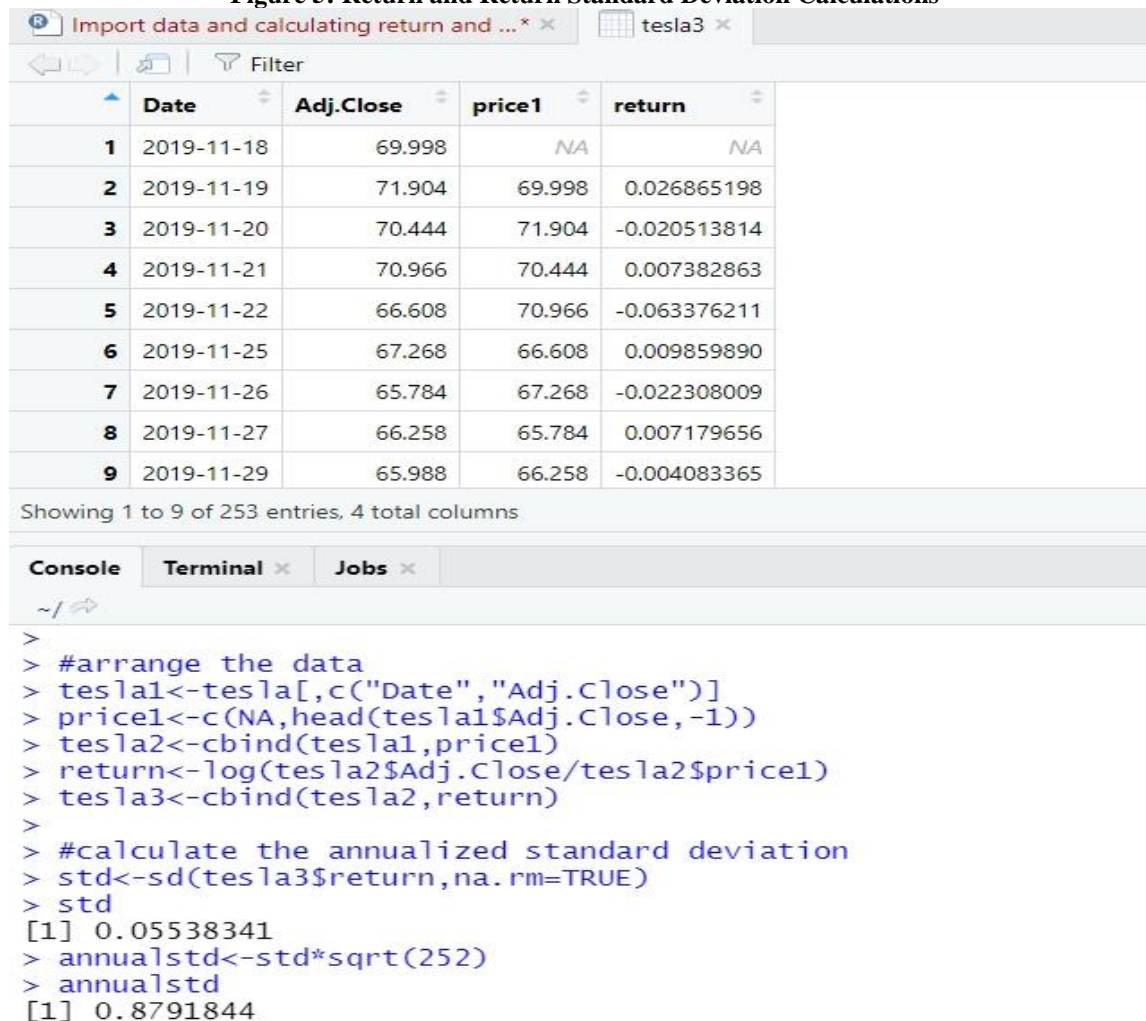 Figure 3: Return and Return Standard Deviation Calculations
R Import data and calculating return and ...* × tesla3 ×
Filter
Date Adj.Close price1 return
1 2019-11-18 69.998 NA NA
2 2019-11-19 71.904 69.998 0.026865198
3 2019-11-20 70.444 71.904 -0.020513814
4 2019-11-21 70.966 70.444 0.007382863
5 2019-11-22 66.608 70.966 -0.063376211
6 2019-11-25 67.268 66.608 0.009859890
7 2019-11-26 65.784 67.268 -0.022308009
8 2019-11-27 66.258 65.784 0.007179656
9 2019-11-29 65.988 66.258 -0.004083365
Showing 1 to 9 of 253 entries, 4 total columns
Console Terminal × Jobs ×
~/
>
> #arrange the data
> tesla1<-tesla[,c("Date","Adj.Close")]
> price1<-c(NA,head(tesla1$Adj.Close,-1))
> tesla2<-cbind(tesla1,price1)
> return<-log(tesla2$Adj.Close/tesla2$price1)
> tesla3<-cbind(tesla2,return)
>
> #calculate the annualized standard deviation
> std<-sd(tesla3$return,na.rm=TRUE)
> std
[1] 0.05538341
> annualstd<-std*sqrt(252)
> annualstd
[1] 0.8791844